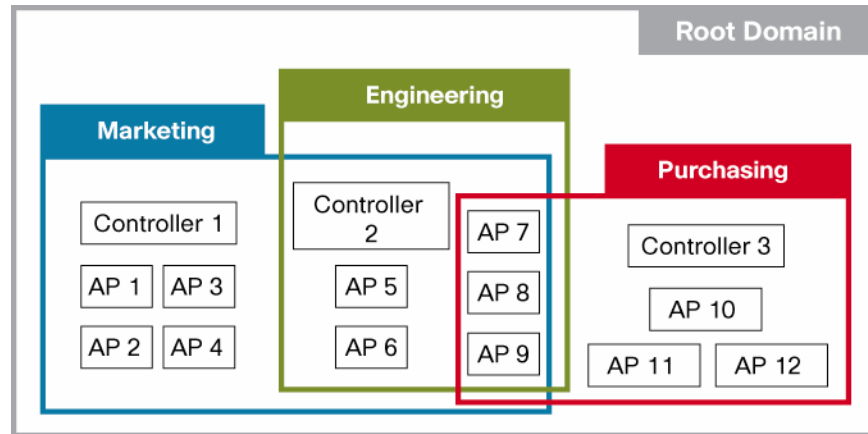 Root Domain
Engineering
Marketing
Purchasing
Controller 1
Controller
2
AP 7
Controller 3
AP 1
AP 3
AP 5
AP 8
AP 10
AP 2
AP 4
AP 6
AP 9
AP 11
AP 12